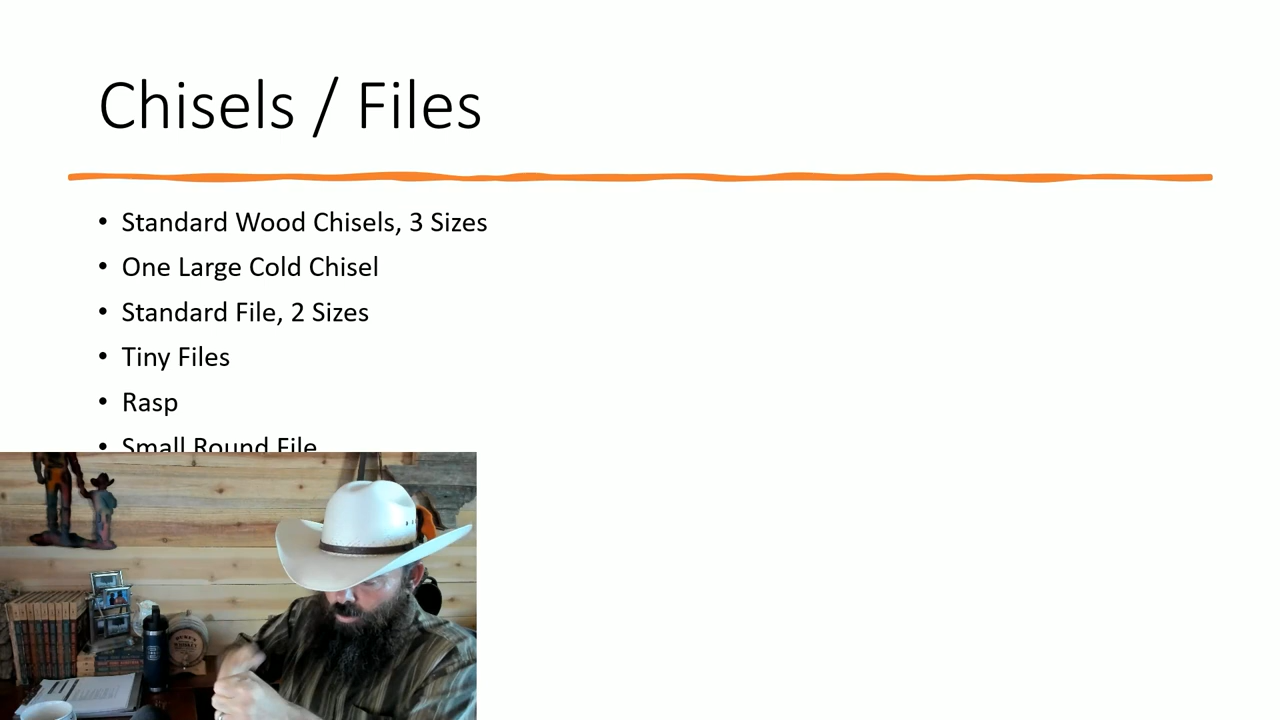 Chisels / Files
• Standard Wood Chisels, 3 Sizes
• One Large Cold Chisel
• Standard File, 2 Sizes
• Tiny Files
• Rasp
• Small Round File